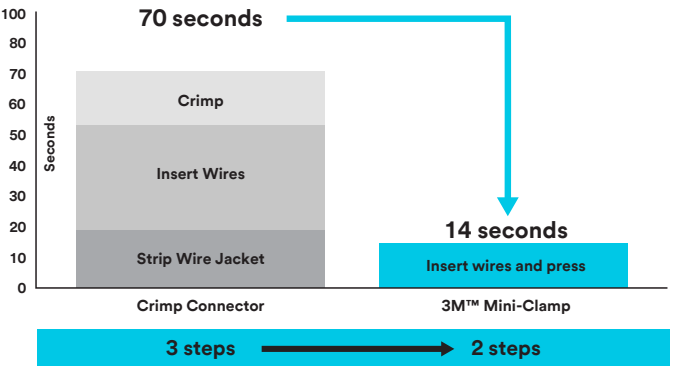 70 seconds
100
80
70
60
50
40
30
20
10
0
Seconds
Crimp
Insert Wires
Strip Wire Jacket
14 seconds
Insert wires and press
Crimp Connector
3M™ Mini-Clamp
3 steps
2 steps